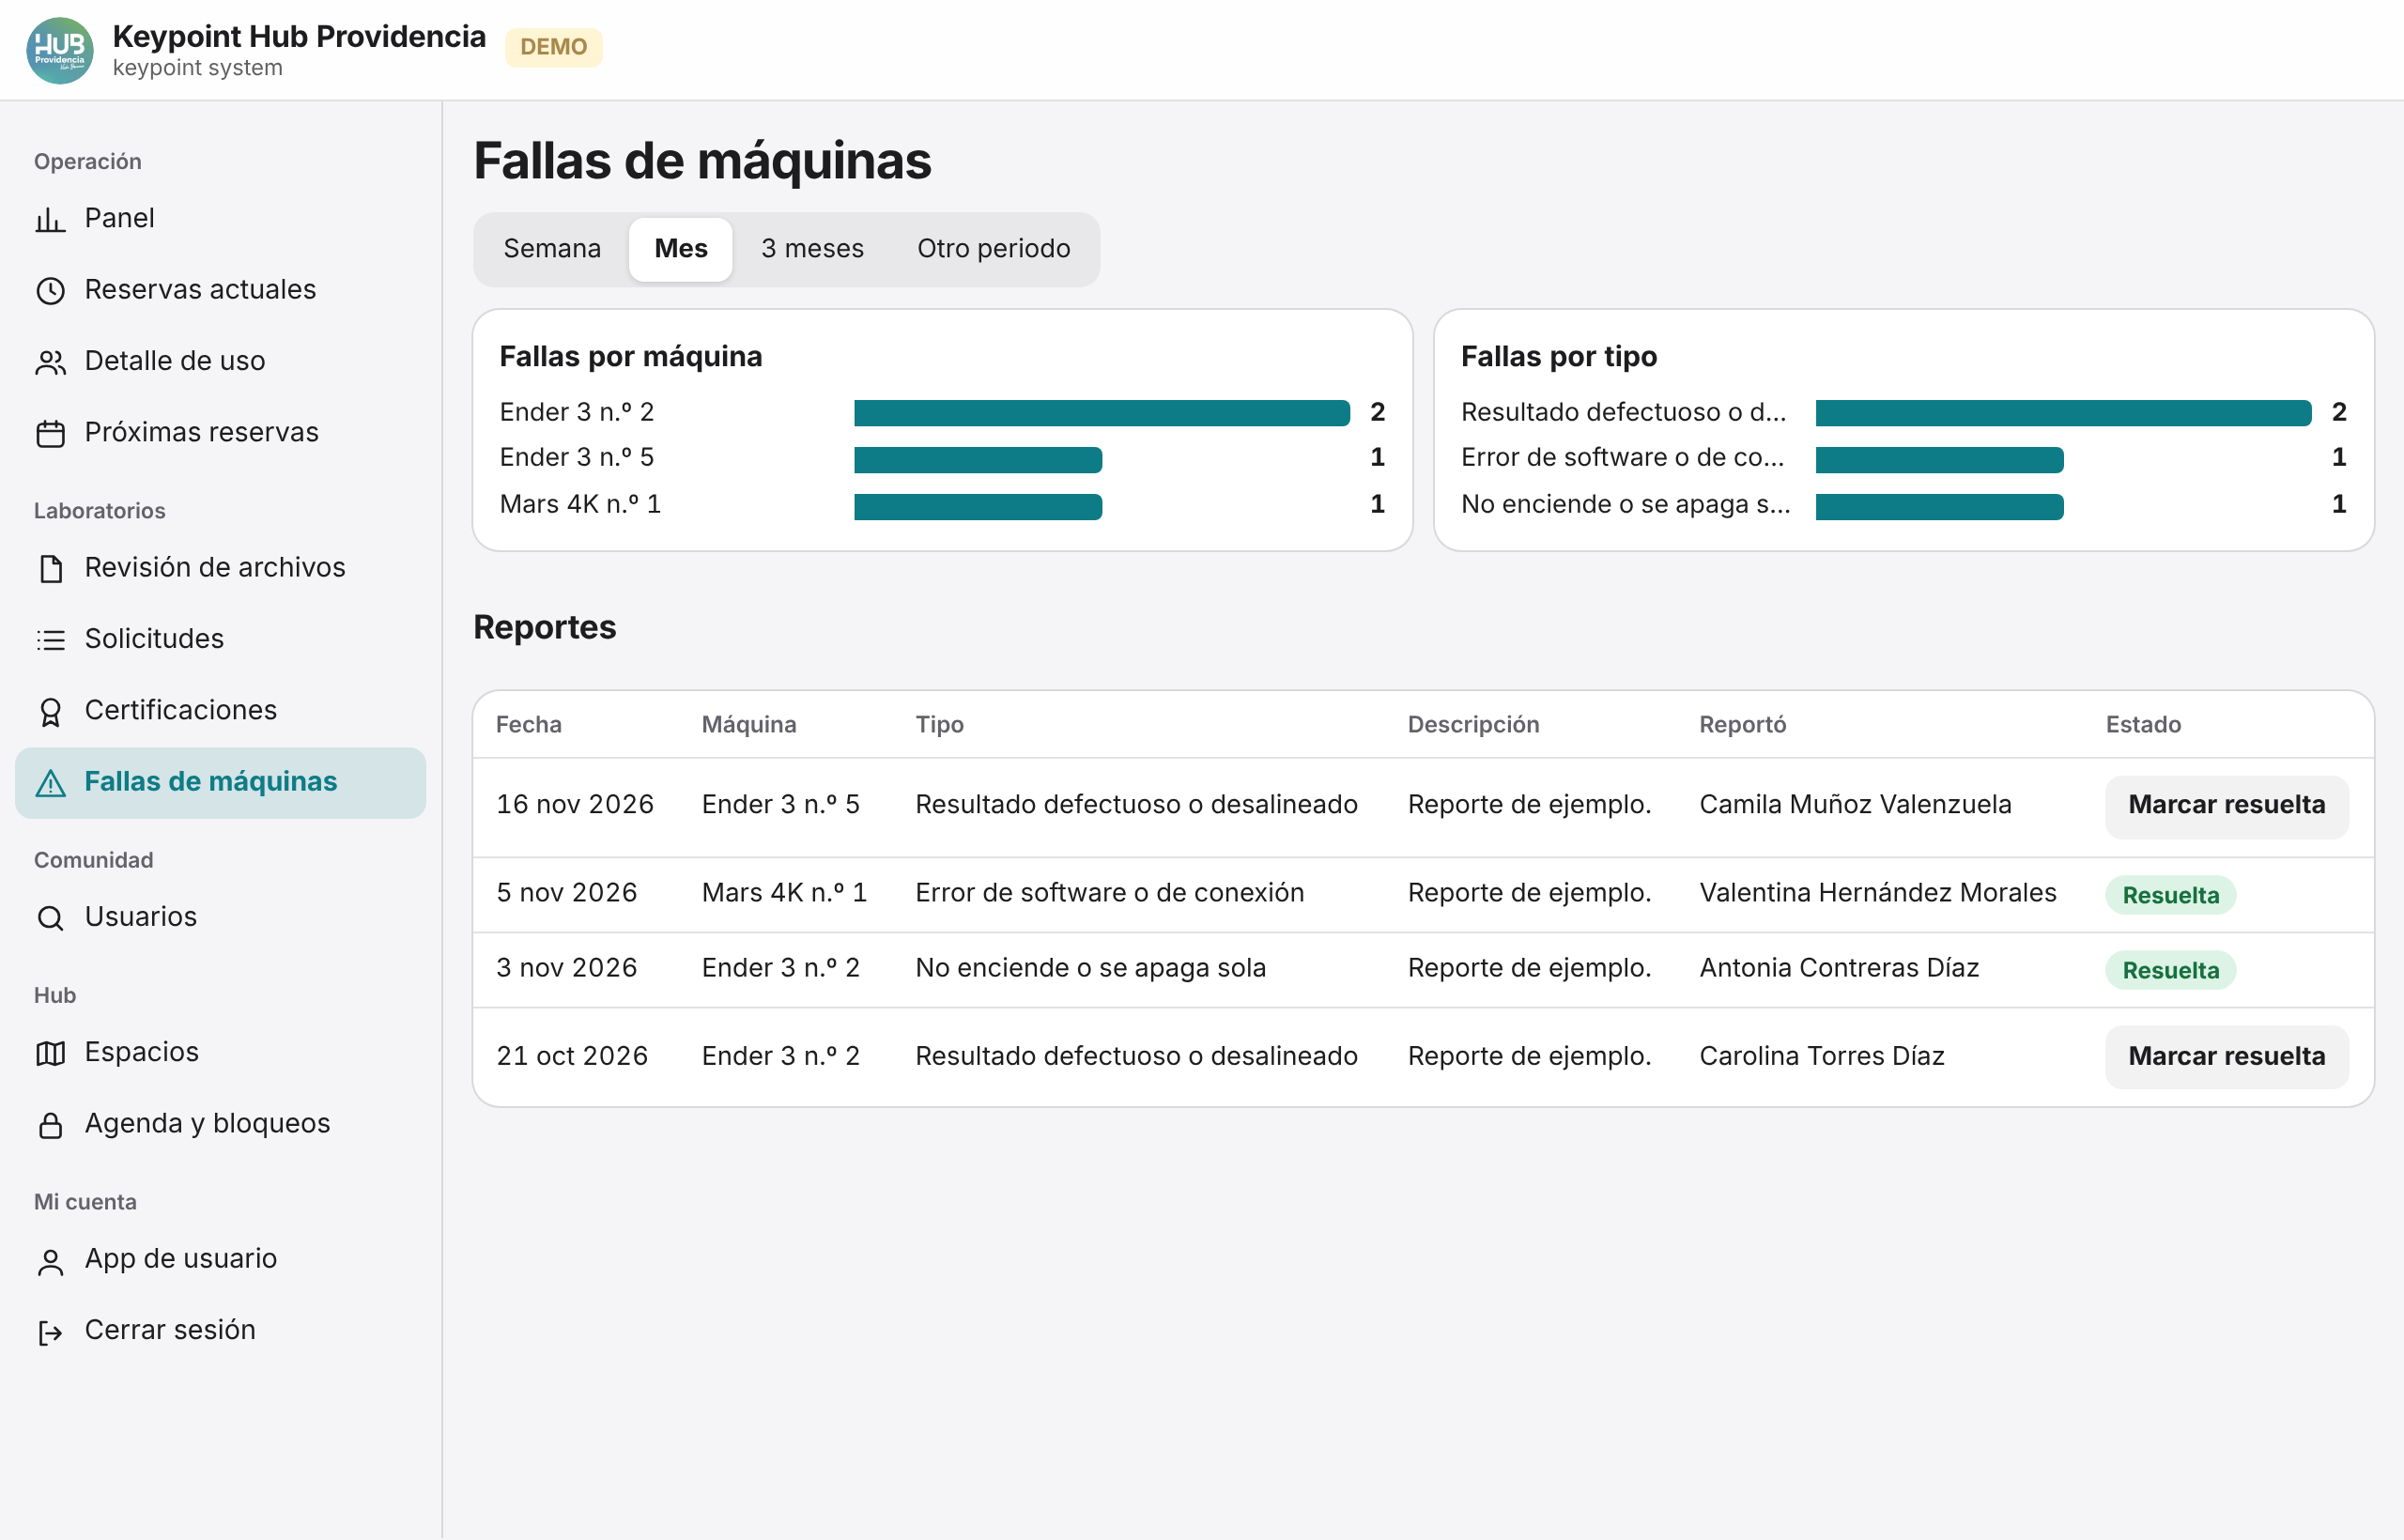 HUB
Providencia
Keypoint Hub Providencia
keypoint system
DEMO
Operación
Panel
Reservas actuales
Detalle de uso
Próximas reservas
Laboratorios
Revisión de archivos
Solicitudes
Certificaciones
Fallas de máquinas
Comunidad
Usuarios
Hub
Espacios
Agenda y bloqueos
Mi cuenta
App de usuario
Cerrar sesión
Fallas de máquinas
Semana Mes 3 meses Otro periodo
Fallas por máquina
Ender 3 n.º 2 2
Ender 3 n.º 5 1
Mars 4K n.º 1 1
Fallas por tipo
Resultado defectuoso o d... 2
Error de software o de co... 1
No enciende o se apaga s... 1
Reportes
Fecha Máquina Tipo Descripción Reportó Estado
16 nov 2026 Ender 3 n.º 5 Resultado defectuoso o desalineado Reporte de ejemplo. Camila Muñoz Valenzuela Marcar resuelta
5 nov 2026 Mars 4K n.º 1 Error de software o de conexión Reporte de ejemplo. Valentina Hernández Morales Resuelta
3 nov 2026 Ender 3 n.º 2 No enciende o se apaga sola Reporte de ejemplo. Antonia Contreras Díaz Resuelta
21 oct 2026 Ender 3 n.º 2 Resultado defectuoso o desalineado Reporte de ejemplo. Carolina Torres Díaz Marcar resuelta